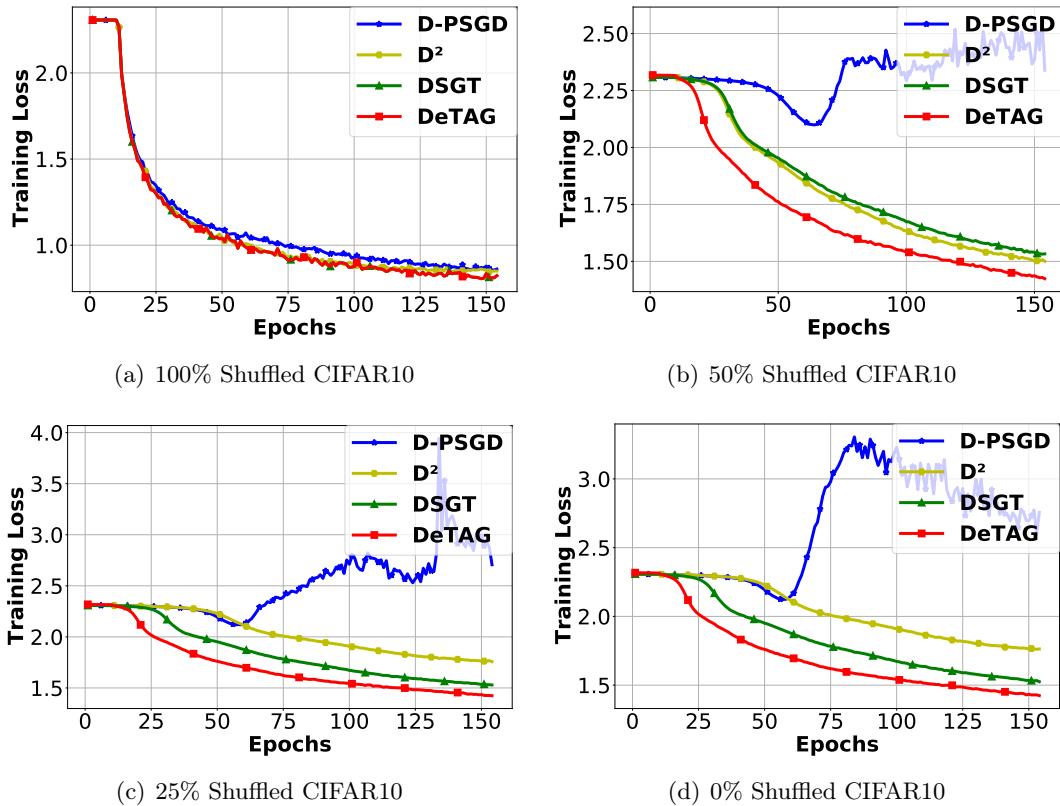 D-PSGD
D²
DSGT
DeTAG
2.0
1.5
1.0
Training Loss
0 25 50 75 100 125 150
Epochs
(a) 100% Shuffled CIFAR10
D-PSGD
D²
DSGT
DeTAG
2.50
2.25
2.00
1.75
1.50
Training Loss
0 50 100 150
Epochs
(b) 50% Shuffled CIFAR10
D-PSGD
D²
DSGT
DeTAG
4.0
3.5
3.0
2.5
2.0
1.5
Training Loss
0 25 50 75 100 125 150
Epochs
(c) 25% Shuffled CIFAR10
D-PSGD
D²
DSGT
DeTAG
3.0
2.5
2.0
1.5
Training Loss
0 25 50 75 100 125 150
Epochs
(d) 0% Shuffled CIFAR10